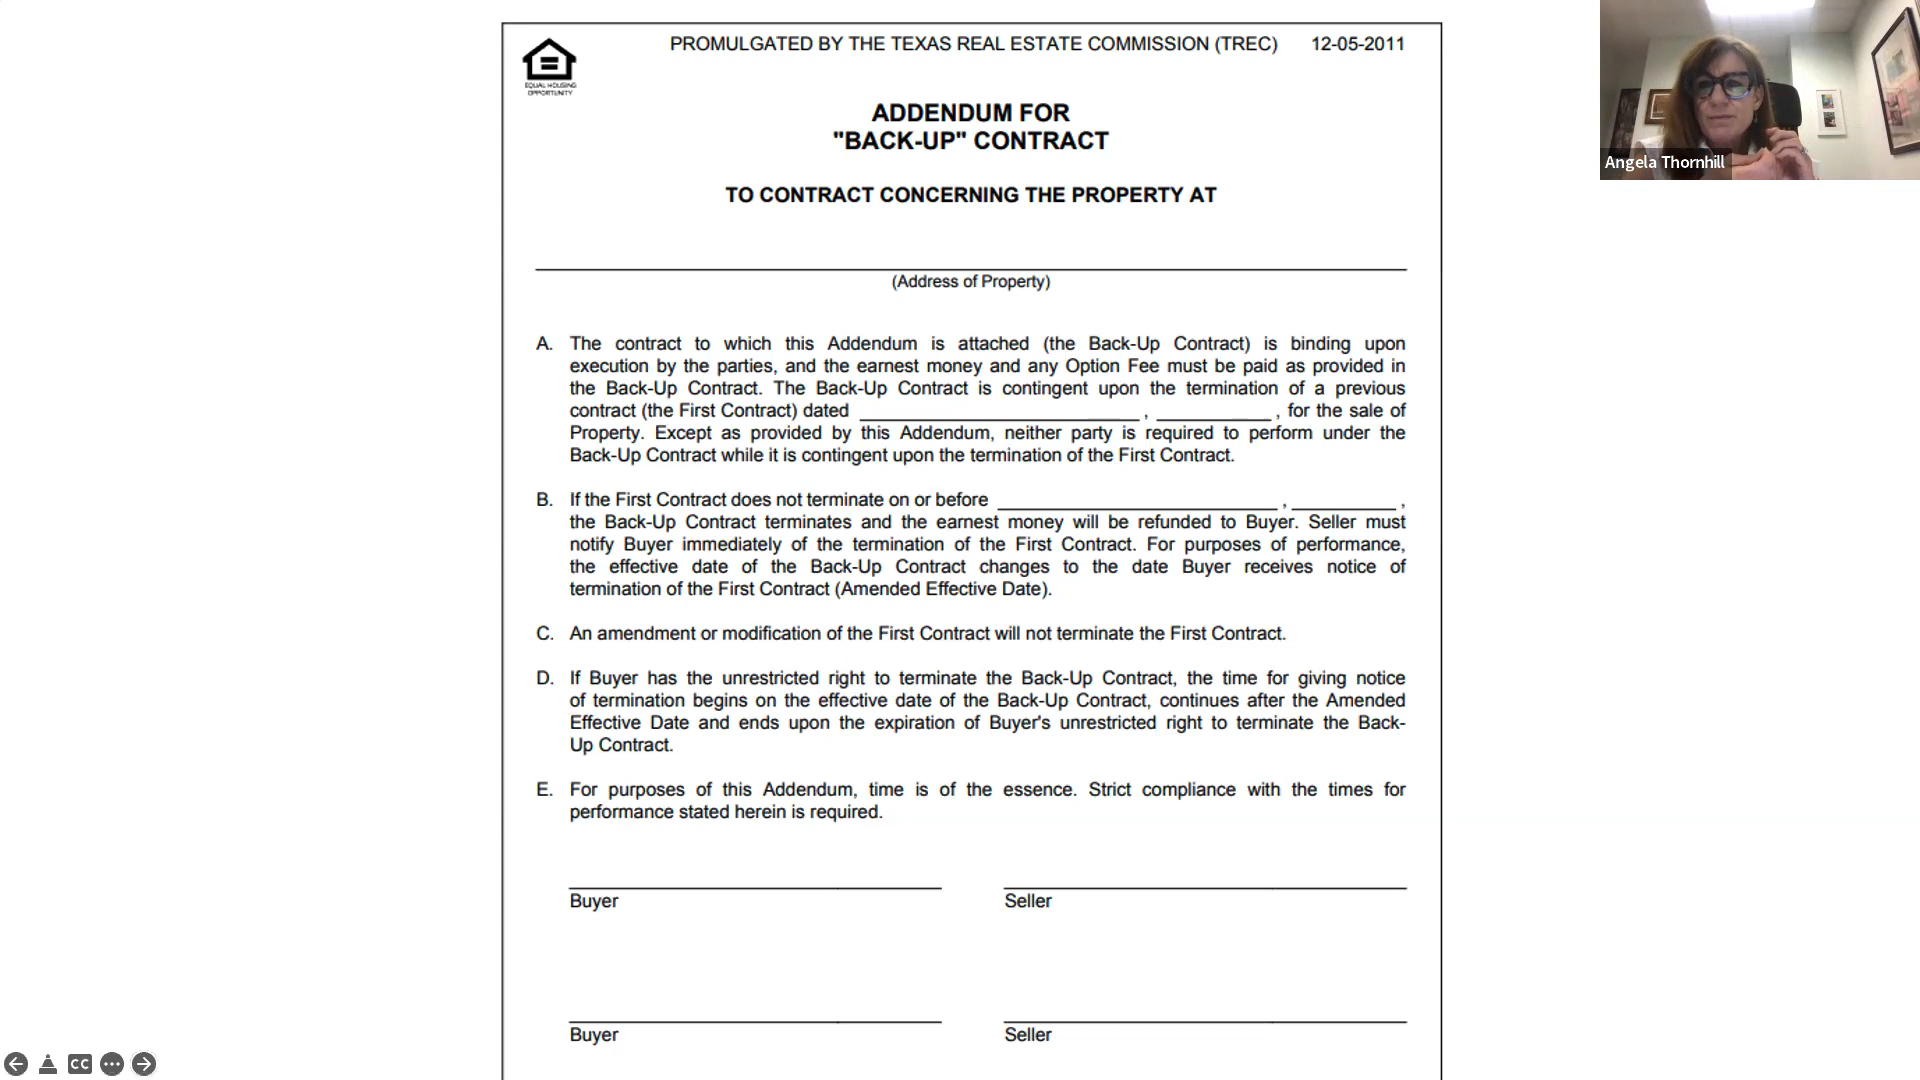 PROMULGATED BY THE TEXAS REAL ESTATE COMMISSION (TREC) 12-05-2011
EQUAL HOUSING
OPPORTUNITY
ADDENDUM FOR
"BACK-UP" CONTRACT
TO CONTRACT CONCERNING THE PROPERTY AT
(Address of Property)
A. The contract to which this Addendum is attached (the Back-Up Contract) is binding upon
execution by the parties, and the earnest money and any Option Fee must be paid as provided in
the Back-Up Contract. The Back-Up Contract is contingent upon the termination of a previous
contract (the First Contract) dated ____________________ , __________ , for the sale of
Property. Except as provided by this Addendum, neither party is required to perform under the
Back-Up Contract while it is contingent upon the termination of the First Contract.
B. If the First Contract does not terminate on or before ____________________ , __________ ,
the Back-Up Contract terminates and the earnest money will be refunded to Buyer. Seller must
notify Buyer immediately of the termination of the First Contract. For purposes of performance,
the effective date of the Back-Up Contract changes to the date Buyer receives notice of
termination of the First Contract (Amended Effective Date).
C. An amendment or modification of the First Contract will not terminate the First Contract.
D. If Buyer has the unrestricted right to terminate the Back-Up Contract, the time for giving notice
of termination begins on the effective date of the Back-Up Contract, continues after the Amended
Effective Date and ends upon the expiration of Buyer's unrestricted right to terminate the Back-
Up Contract.
E. For purposes of this Addendum, time is of the essence. Strict compliance with the times for
performance stated herein is required.
Buyer Seller
Buyer Seller
Angela Thornhill
CC